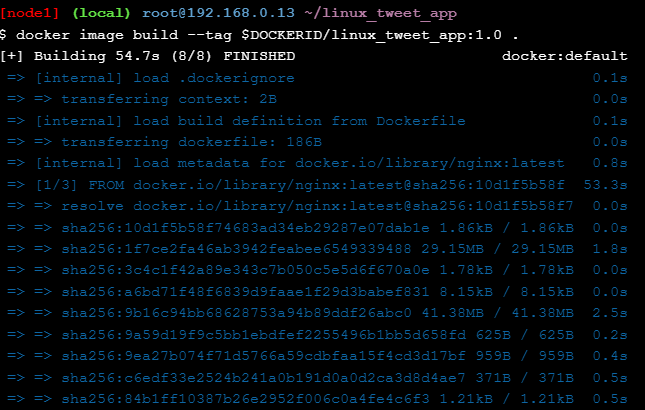 [node1] (local) root@192.168.0.13 ~/linux_tweet_app
$ docker image build --tag $DOCKERID/linux_tweet_app:1.0 .
[+] Building 54.7s (8/8) FINISHED docker:default
=> [internal] load .dockerignore 0.1s
=> => transferring context: 2B 0.0s
=> [internal] load build definition from Dockerfile 0.1s
=> => transferring dockerfile: 186B 0.0s
=> [internal] load metadata for docker.io/library/nginx:latest 0.8s
=> [1/3] FROM docker.io/library/nginx:latest@sha256:10d1f5b58f 53.3s
=> => resolve docker.io/library/nginx:latest@sha256:10d1f5b58f7 0.0s
=> => sha256:10d1f5b58f74683ad34eb29287e07dab1e 1.86kB / 1.86kB 0.0s
=> => sha256:1f7ce2fa46ab3942feabee6549339488 29.15MB / 29.15MB 1.8s
=> => sha256:3c4c1f42a89e343c7b050c5e5d6f670a0e 1.78kB / 1.78kB 0.0s
=> => sha256:a6bd71f48f6839d9faae1f29d3babef831 8.15kB / 8.15kB 0.0s
=> => sha256:9b16c94bb68628753a94b89ddf26abc0 41.38MB / 41.38MB 2.5s
=> => sha256:9a59d19f9c5bb1ebdfef2255496b1bb5d658fd 625B / 625B 0.2s
=> => sha256:9ea27b074f71d5766a59cdbfaa15f4cd3d17bf 959B / 959B 0.4s
=> => sha256:c6edf33e2524b241a0b191d0a0d2ca3d8d4ae7 371B / 371B 0.5s
=> => sha256:84b1ff10387b26e2952f006c0a4fe4c6f3 1.21kB / 1.21kB 0.5s